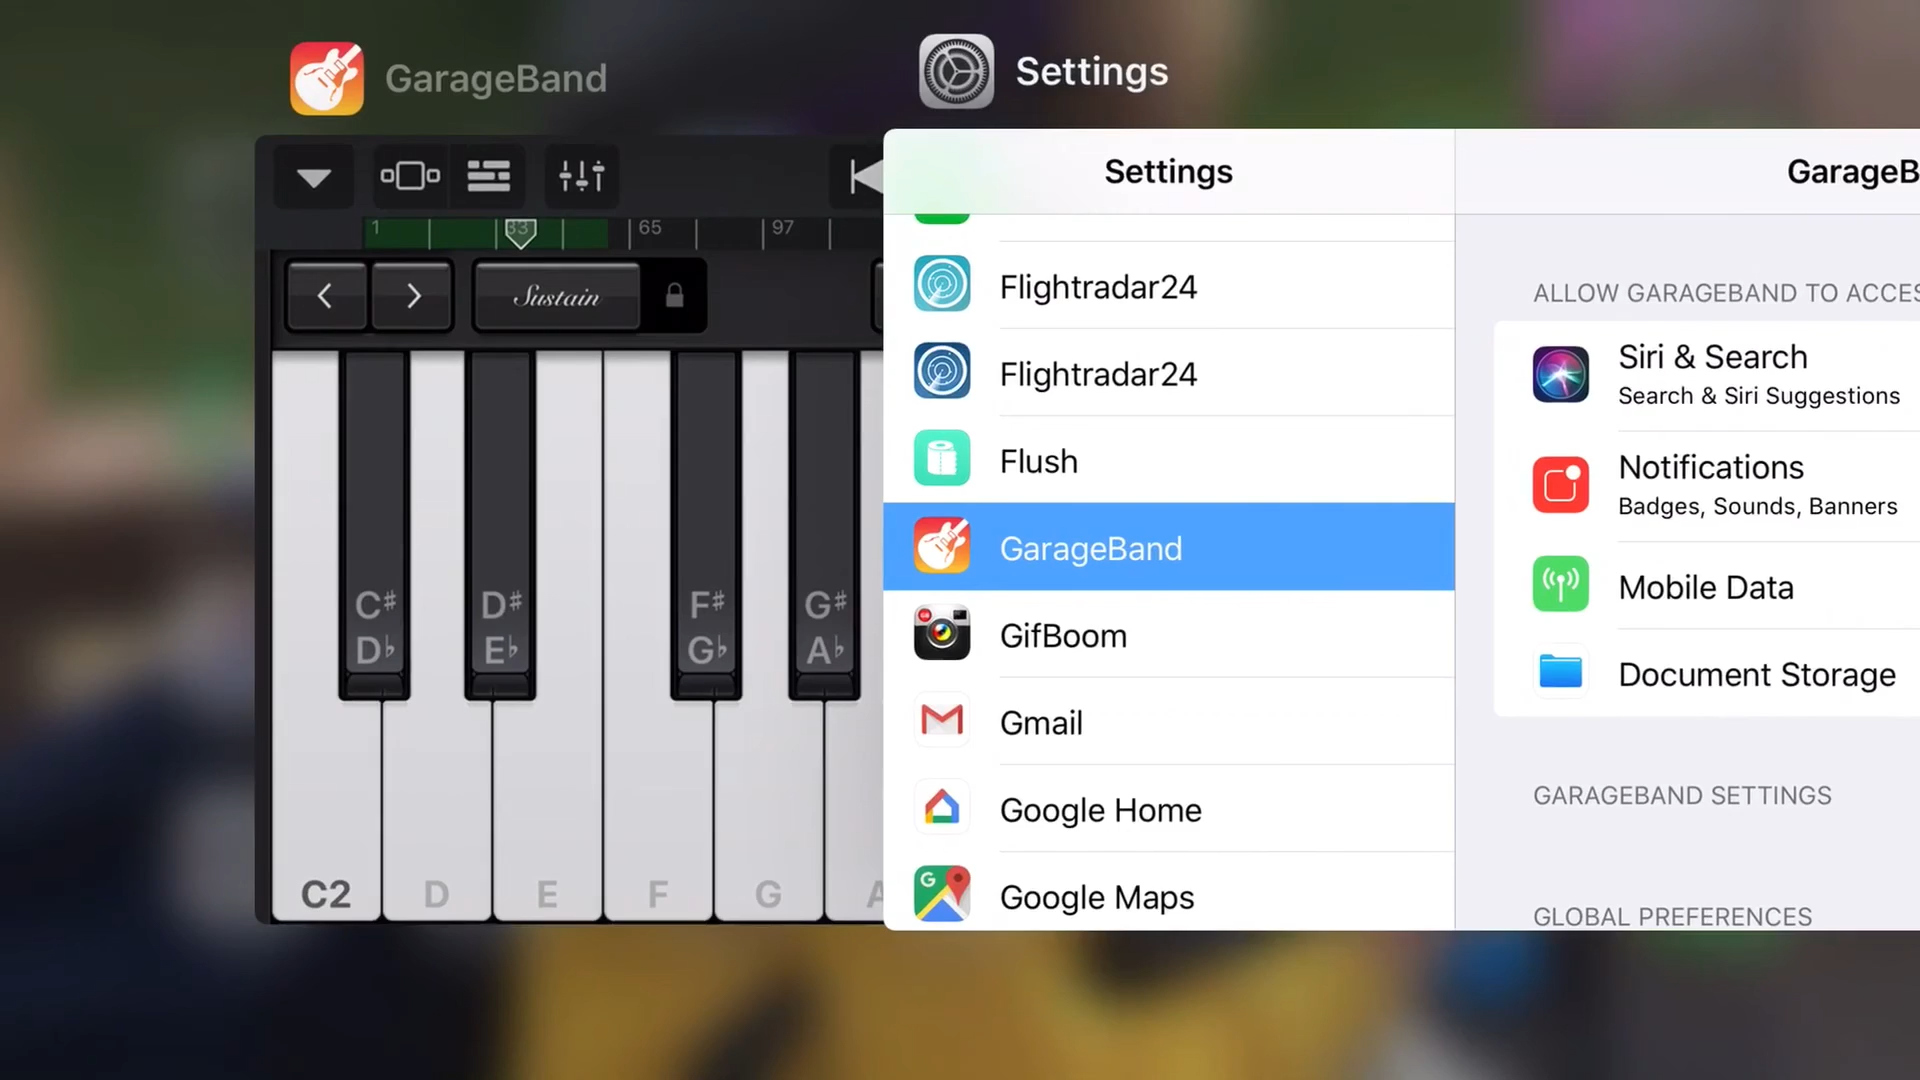 GarageBand
Settings
1
33
65
97
Sustain
C♯
D♭
D♯
E♭
F♯
G♭
G♯
A♭
C2
D
E
F
G
A
Settings
Flightradar24
Flightradar24
Flush
GarageBand
GifBoom
Gmail
Google Home
Google Maps
GarageB
ALLOW GARAGEBAND TO ACCES
Siri & Search
Search & Siri Suggestions
Notifications
Badges, Sounds, Banners
Mobile Data
Document Storage
GARAGEBAND SETTINGS
GLOBAL PREFERENCES